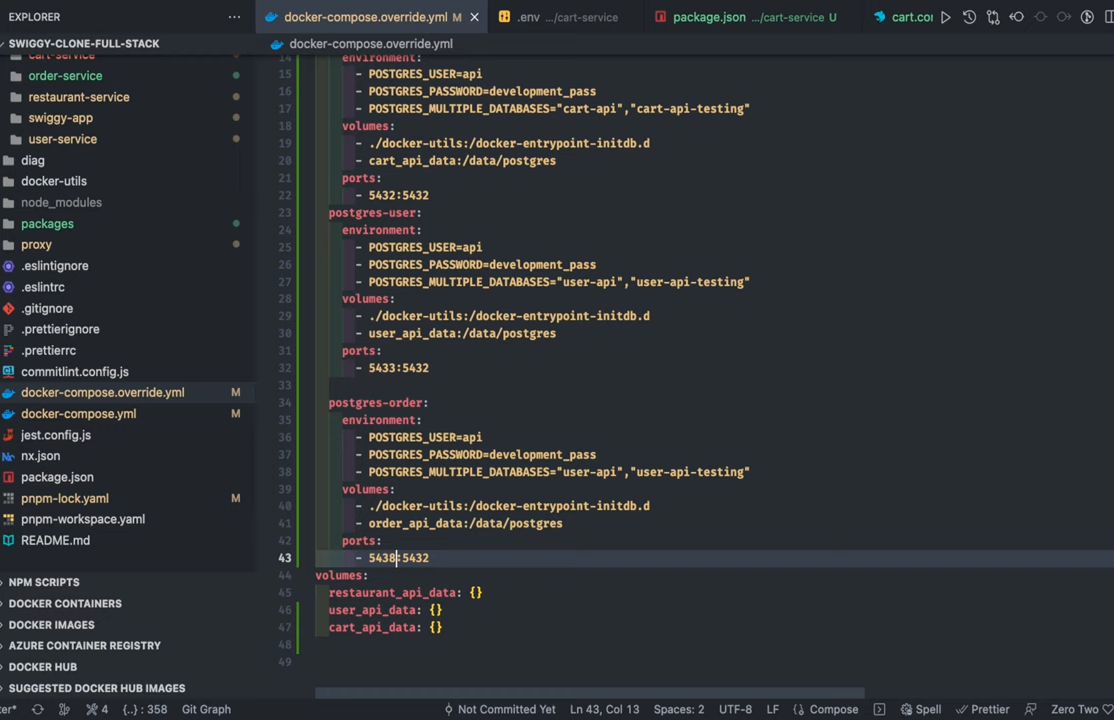 EXPLORER
docker-compose.override.yml M
.env .../cart-service
package.json .../cart-service U
cart.co
SWIGGY-CLONE-FULL-STACK
cart-service
order-service
restaurant-service
swiggy-app
user-service
diag
docker-utils
node_modules
packages
proxy
.eslintignore
.eslintrc
.gitignore
.prettierignore
.prettierrc
commitlint.config.js
docker-compose.override.yml M
docker-compose.yml M
jest.config.js
nx.json
package.json
pnpm-lock.yaml M
pnpm-workspace.yaml
README.md
NPM SCRIPTS
DOCKER CONTAINERS
DOCKER IMAGES
AZURE CONTAINER REGISTRY
DOCKER HUB
SUGGESTED DOCKER HUB IMAGES
docker-compose.override.yml
14 environment:
15 - POSTGRES_USER=api
16 - POSTGRES_PASSWORD=development_pass
17 - POSTGRES_MULTIPLE_DATABASES="cart-api","cart-api-testing"
18 volumes:
19 - ./docker-utils:/docker-entrypoint-initdb.d
20 - cart_api_data:/data/postgres
21 ports:
22 - 5432:5432
23 postgres-user:
24 environment:
25 - POSTGRES_USER=api
26 - POSTGRES_PASSWORD=development_pass
27 - POSTGRES_MULTIPLE_DATABASES="user-api","user-api-testing"
28 volumes:
29 - ./docker-utils:/docker-entrypoint-initdb.d
30 - user_api_data:/data/postgres
31 ports:
32 - 5433:5432
33
34 postgres-order:
35 environment:
36 - POSTGRES_USER=api
37 - POSTGRES_PASSWORD=development_pass
38 - POSTGRES_MULTIPLE_DATABASES="user-api","user-api-testing"
39 volumes:
40 - ./docker-utils:/docker-entrypoint-initdb.d
41 - order_api_data:/data/postgres
42 ports:
43 - 5438:5432
44 volumes:
45 restaurant_api_data: {}
46 user_api_data: {}
47 cart_api_data: {}
48
49
ter* 4 {..} : 358 Git Graph Not Committed Yet Ln 43, Col 13 Spaces: 2 UTF-8 LF Compose Spell Prettier Zero Two